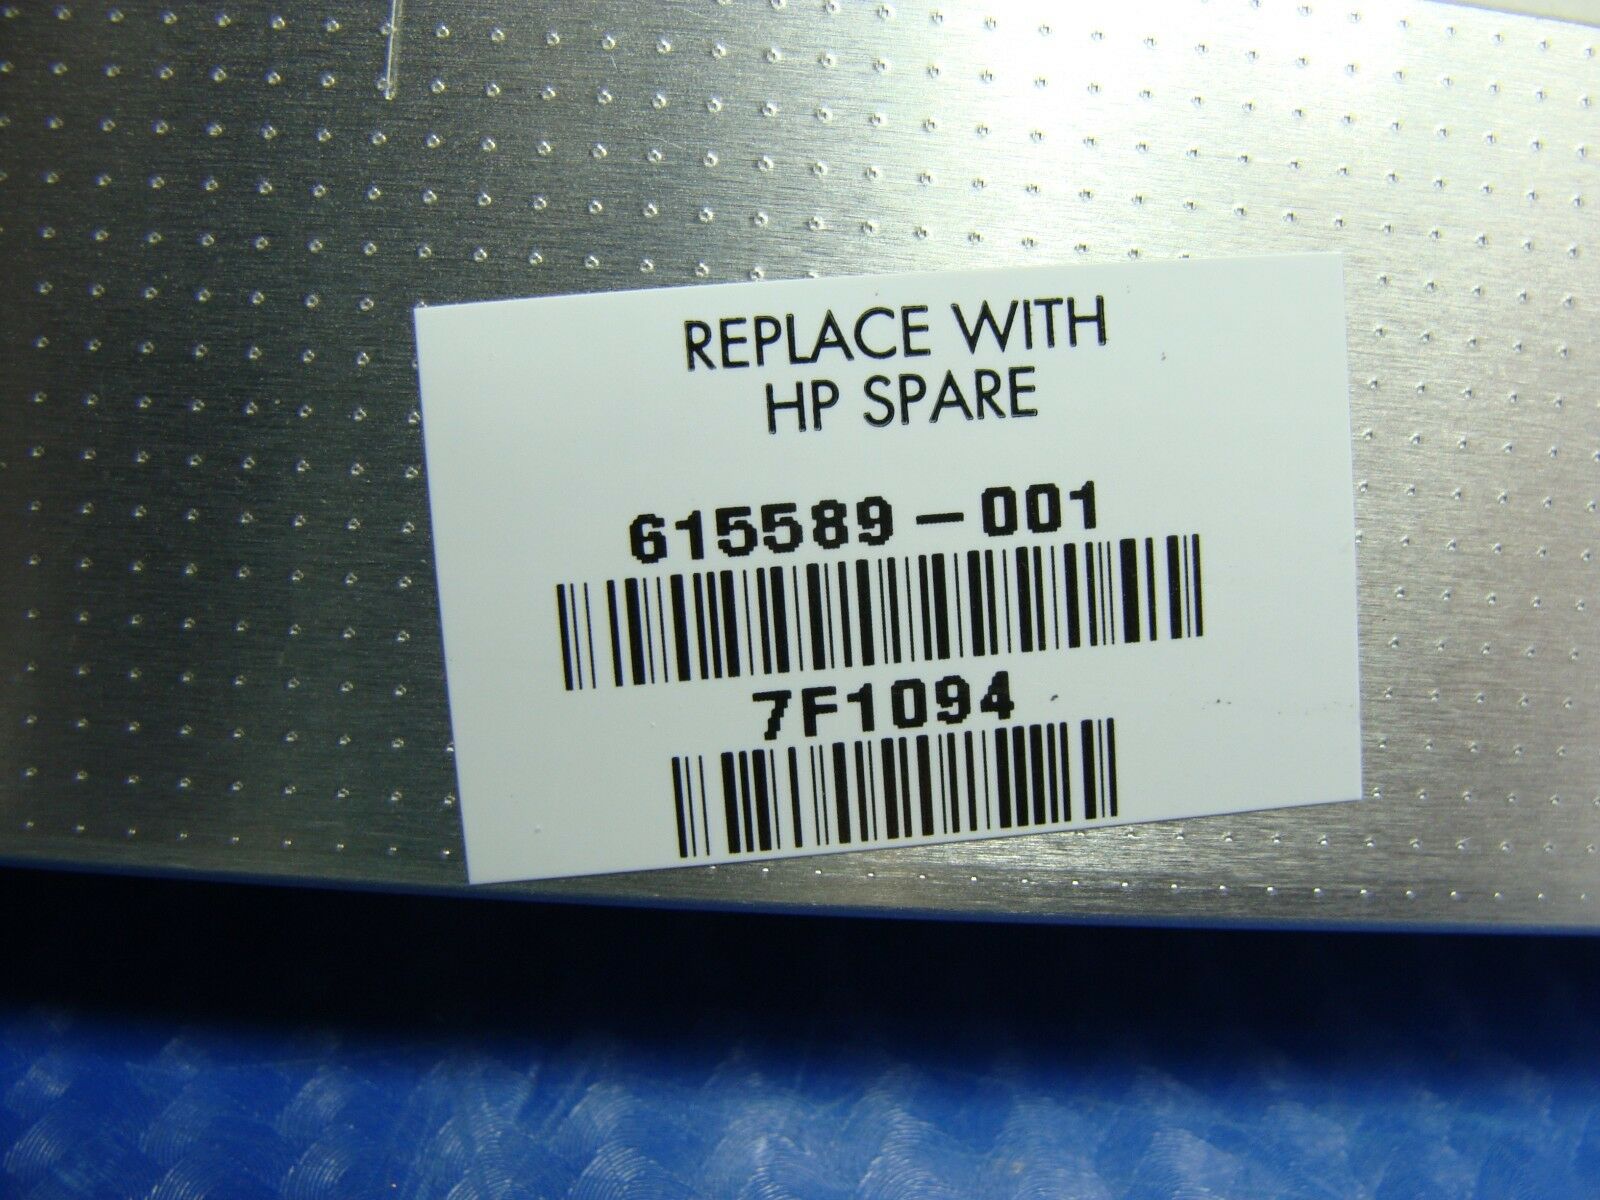 REPLACE WITH
HP SPARE
615589-001
7F1094